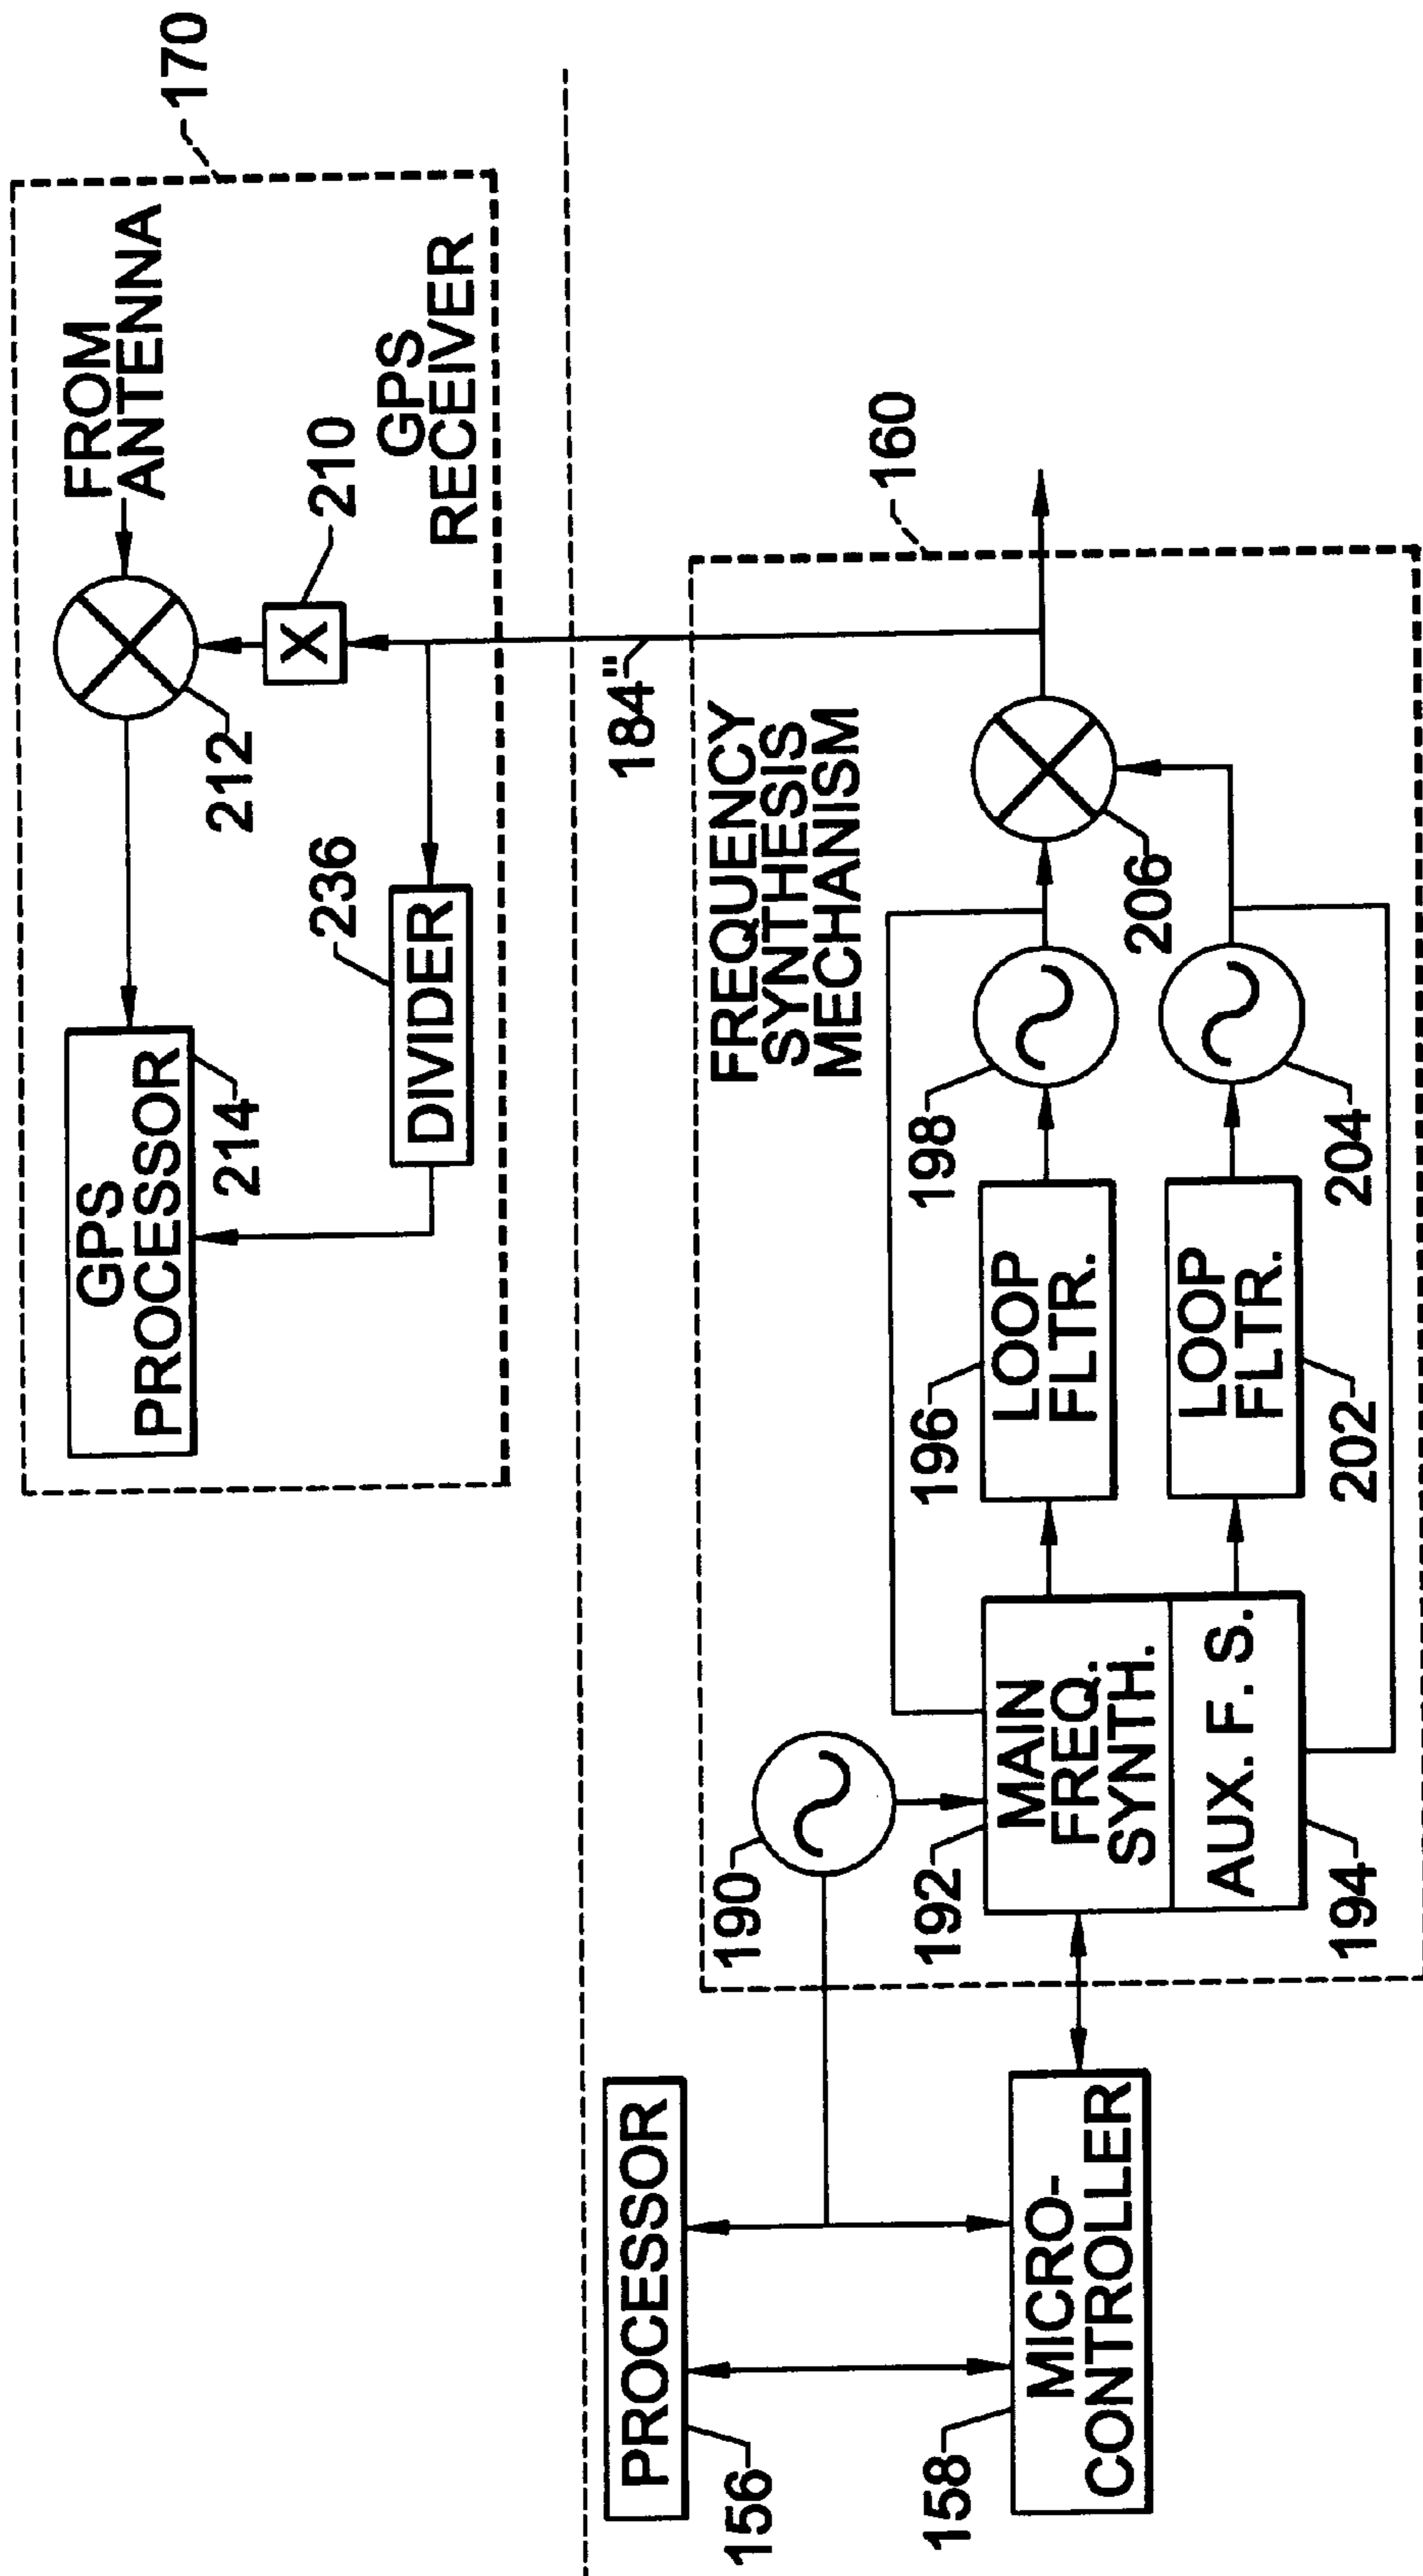 170
FROM
ANTENNA
212
210
GPS
RECEIVER
GPS
PROCESSOR
214
236
DIVIDER
184"
160
FREQUENCY
SYNTHESIS
MECHANISM
PROCESSOR
156
158
MICRO-
CONTROLLER
190
192
MAIN
FREQ.
SYNTH.
AUX. F. S.
194
196
LOOP
FLTR.
198
LOOP
FLTR.
202
204
206
X